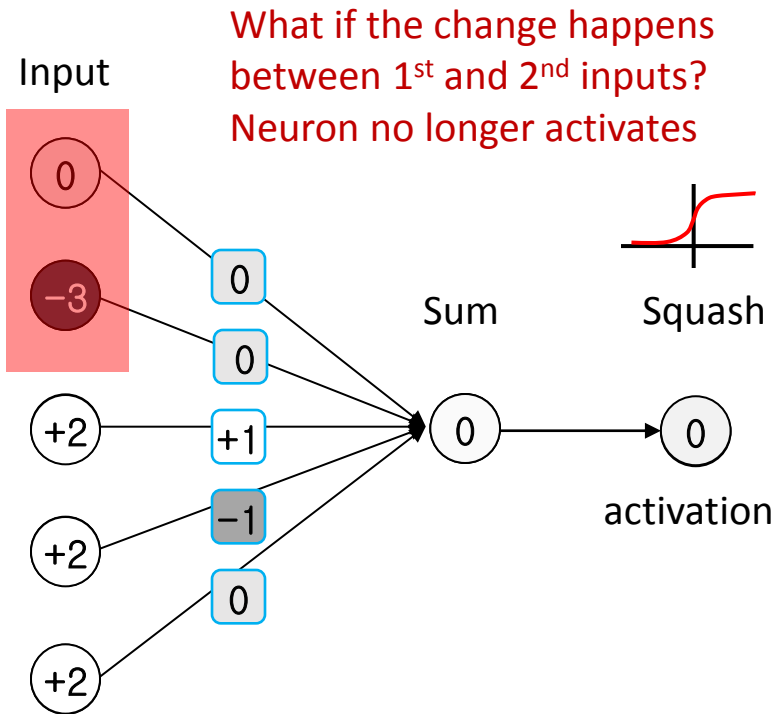 What if the change happens
between 1st and 2nd inputs?
Neuron no longer activates
Input
0
−3
+2
+2
+2
0
0
+1
−1
0
Sum
0
Squash
0
activation